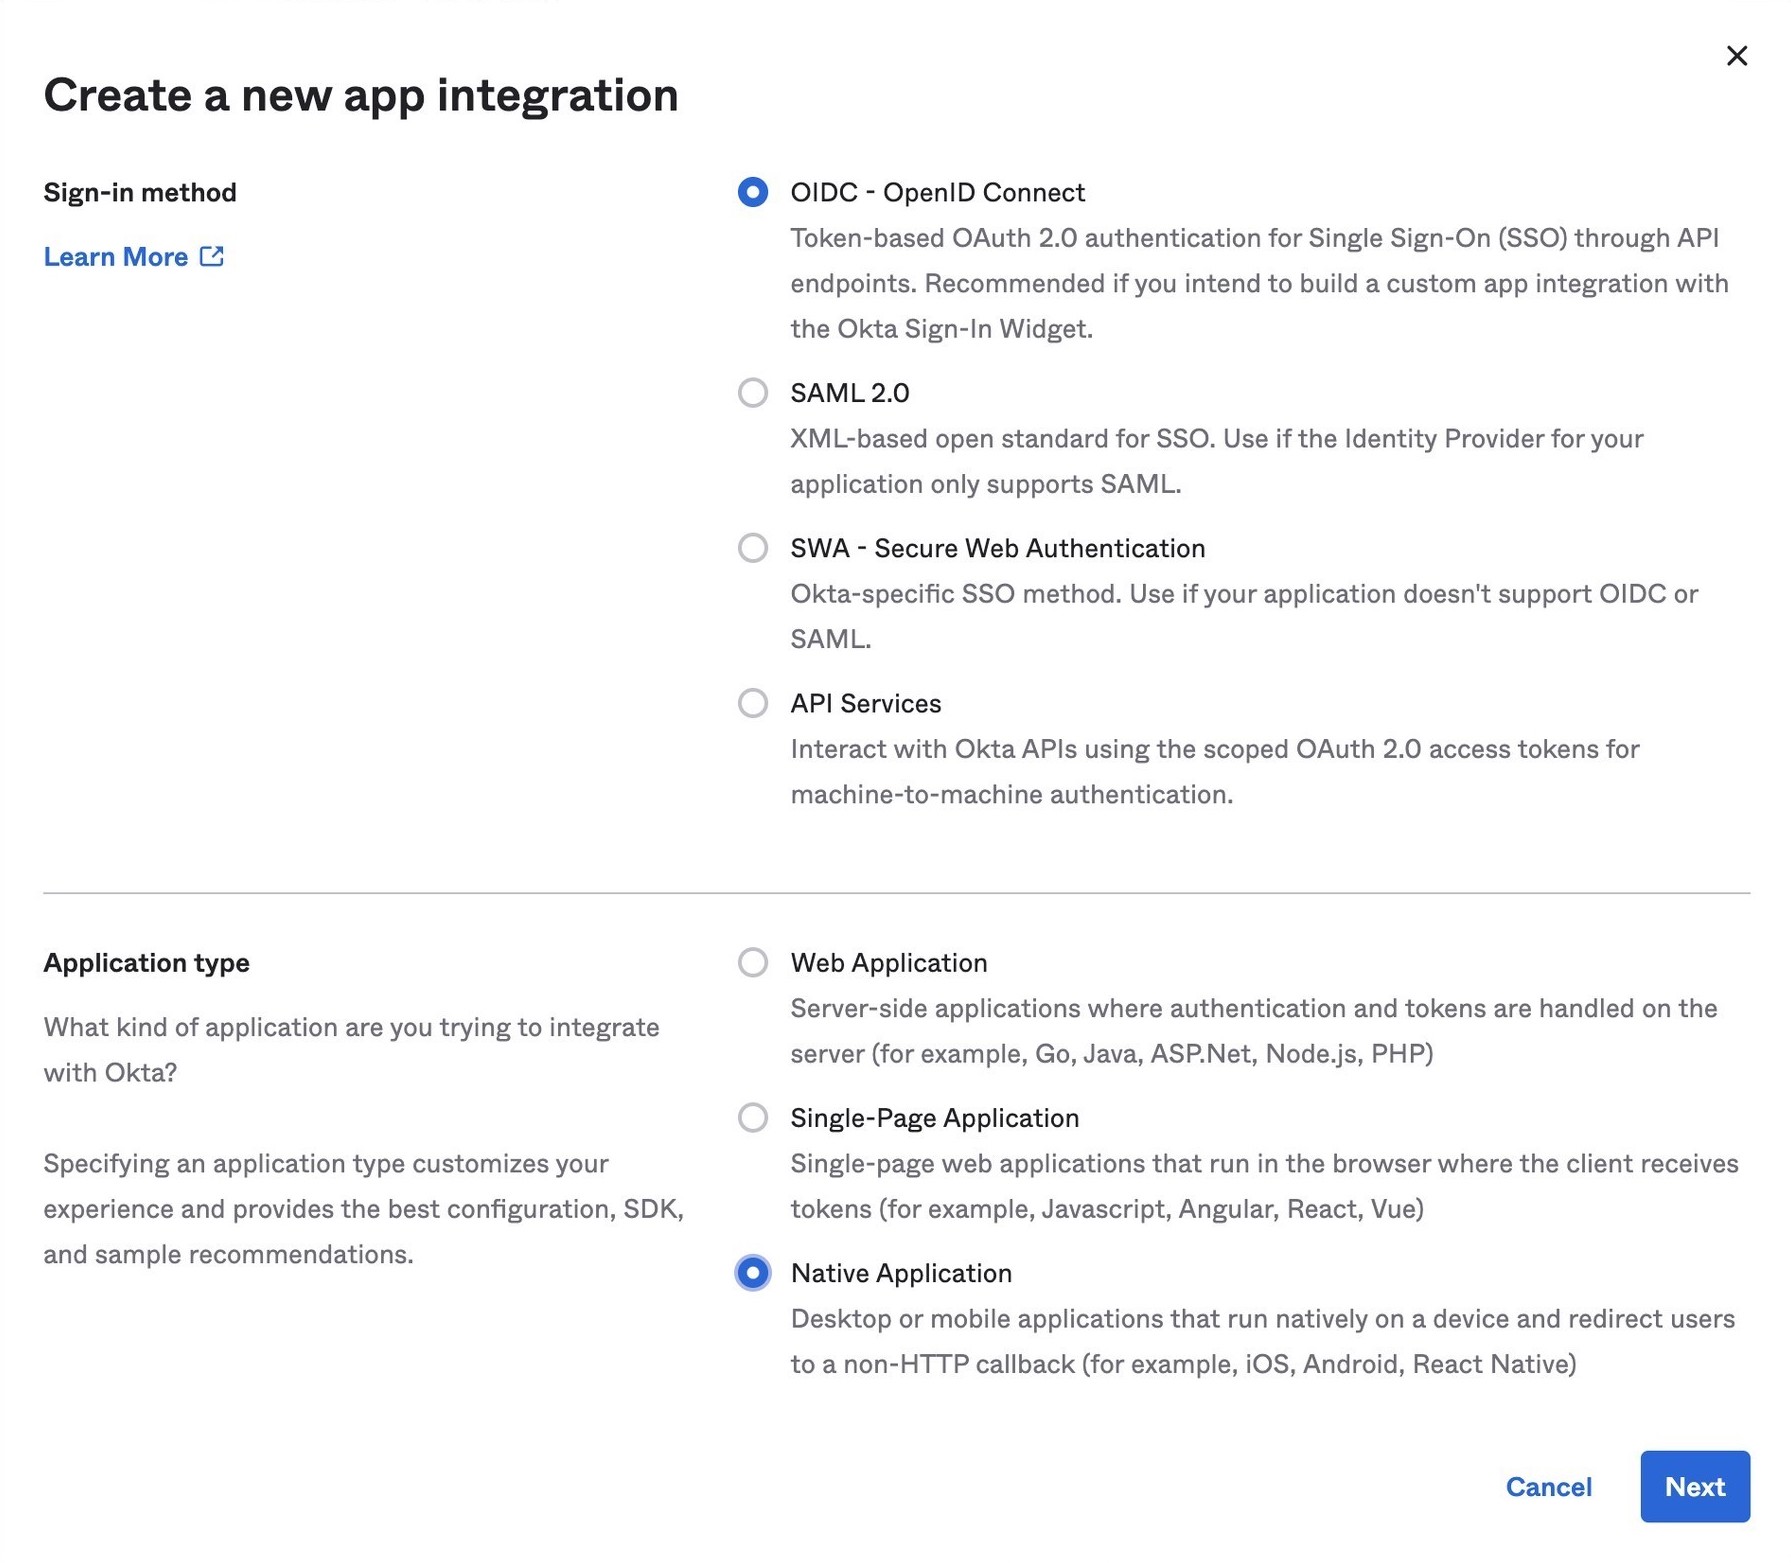 Create a new app integration
Sign-in method
Learn More
OIDC - OpenID Connect
Token-based OAuth 2.0 authentication for Single Sign-On (SSO) through API
endpoints. Recommended if you intend to build a custom app integration with
the Okta Sign-In Widget.
SAML 2.0
XML-based open standard for SSO. Use if the Identity Provider for your
application only supports SAML.
SWA - Secure Web Authentication
Okta-specific SSO method. Use if your application doesn't support OIDC or
SAML.
API Services
Interact with Okta APIs using the scoped OAuth 2.0 access tokens for
machine-to-machine authentication.
Application type
What kind of application are you trying to integrate
with Okta?
Specifying an application type customizes your
experience and provides the best configuration, SDK,
and sample recommendations.
Web Application
Server-side applications where authentication and tokens are handled on the
server (for example, Go, Java, ASP.Net, Node.js, PHP)
Single-Page Application
Single-page web applications that run in the browser where the client receives
tokens (for example, Javascript, Angular, React, Vue)
Native Application
Desktop or mobile applications that run natively on a device and redirect users
to a non-HTTP callback (for example, iOS, Android, React Native)
Cancel
Next